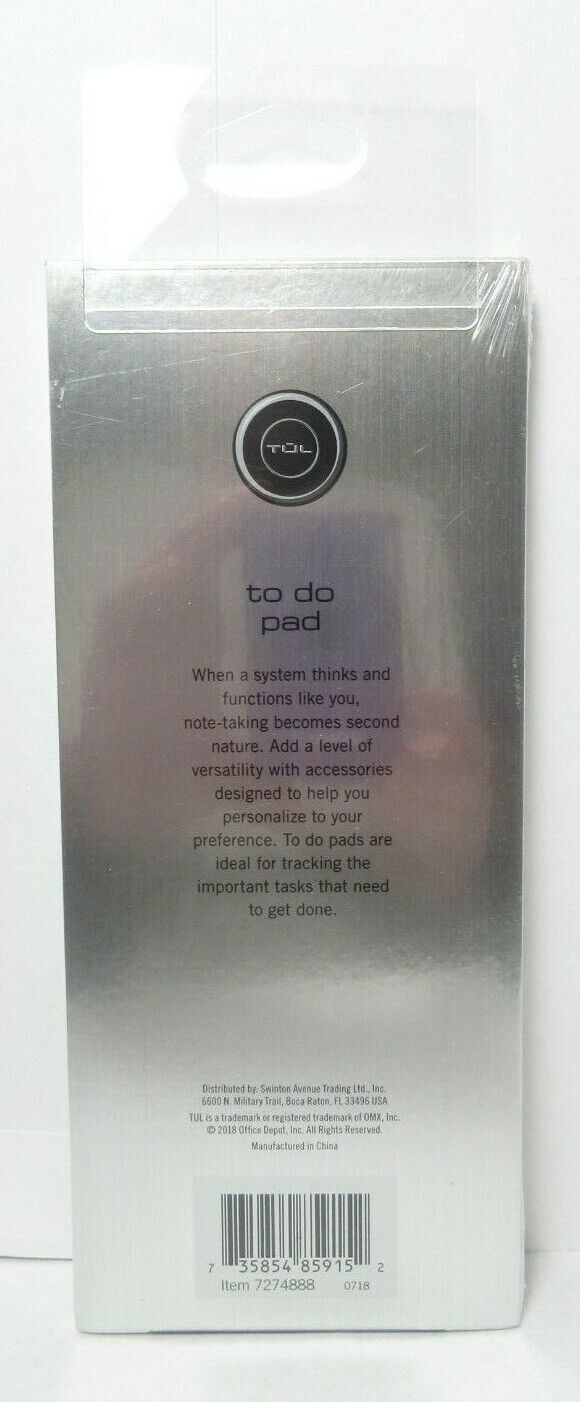 TUL
to do
pad
When a system thinks and
functions like you,
note-taking becomes second
nature. Add a level of
versatility with accessories
designed to help you
personalize to your
preference. To do pads are
ideal for tracking the
important tasks that need
to get done.
Distributed by: Swinton Avenue Trading Ltd., Inc.
6600 N. Military Trail, Boca Raton, FL 33496 USA
TUL is a trademark or registered trademark of OMX, Inc.
© 2018 Office Depot, Inc. All Rights Reserved.
Manufactured in China
7 35854 85915 2
Item 7274888 0718